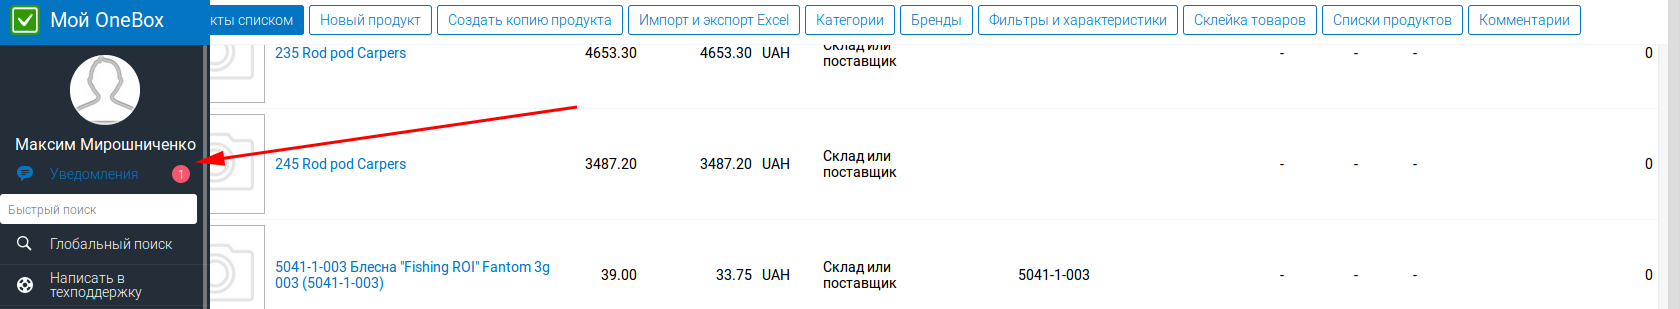 Мой OneBox
кты списком
Новый продукт
Создать копию продукта
Импорт и экспорт Excel
Категории
Бренды
Фильтры и характеристики
Склейка товаров
Списки продуктов
Комментарии
Максим Мирошниченко
Уведомления 1
Быстрый поиск
Глобальный поиск
Написать в
техподдержку
235 Rod pod Carpers 4653.30 4653.30 UAH Склад или
поставщик - - - 0
245 Rod pod Carpers 3487.20 3487.20 UAH Склад или
поставщик - - - 0
5041-1-003 Блесна "Fishing ROI" Fantom 3g
003 (5041-1-003) 39.00 33.75 UAH Склад или
поставщик 5041-1-003 - - - 0